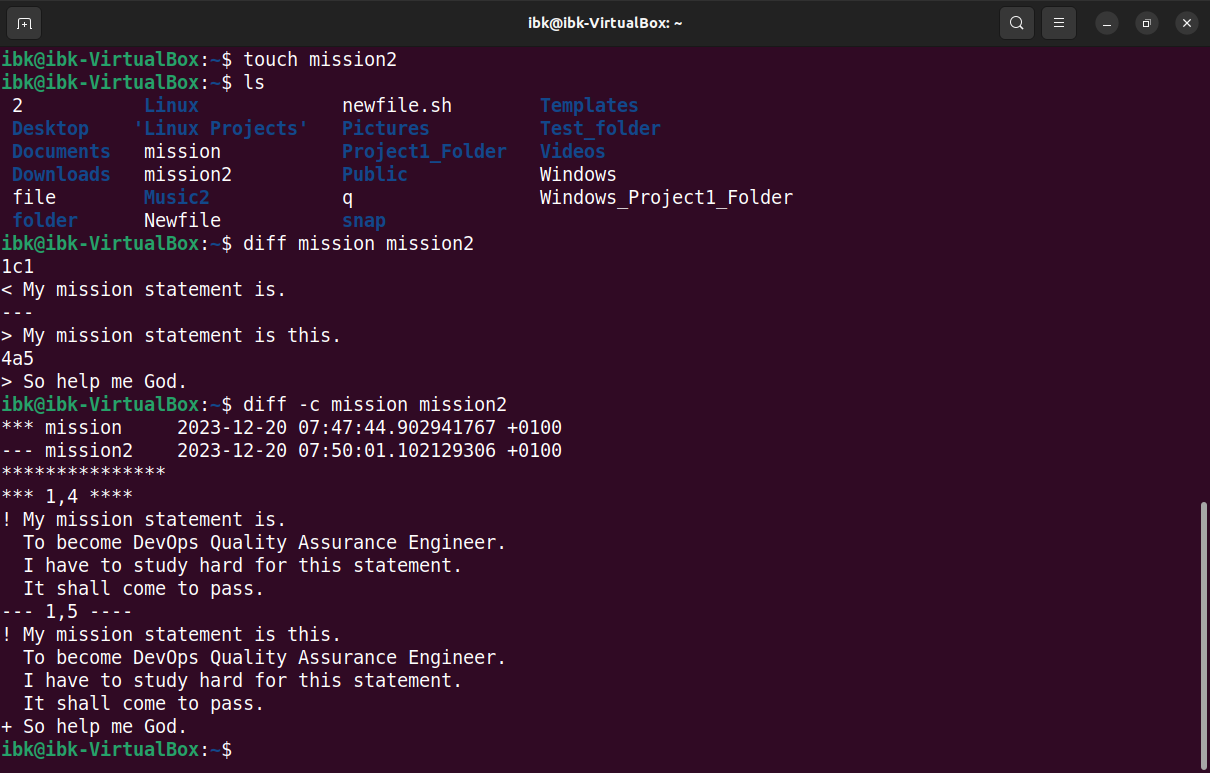 ibk@ibk-VirtualBox: ~
ibk@ibk-VirtualBox:~$ touch mission2
ibk@ibk-VirtualBox:~$ ls
 2           Linux             newfile.sh        Templates
 Desktop    'Linux Projects'   Pictures          Test_folder
 Documents   mission           Project1_Folder   Videos
 Downloads   mission2          Public            Windows
 file        Music2            q                 Windows_Project1_Folder
 folder      Newfile           snap
ibk@ibk-VirtualBox:~$ diff mission mission2
1c1
< My mission statement is.
---
> My mission statement is this.
4a5
> So help me God.
ibk@ibk-VirtualBox:~$ diff -c mission mission2
*** mission     2023-12-20 07:47:44.902941767 +0100
--- mission2    2023-12-20 07:50:01.102129306 +0100
***************
*** 1,4 ****
! My mission statement is.
  To become DevOps Quality Assurance Engineer.
  I have to study hard for this statement.
  It shall come to pass.
--- 1,5 ----
! My mission statement is this.
  To become DevOps Quality Assurance Engineer.
  I have to study hard for this statement.
  It shall come to pass.
+ So help me God.
ibk@ibk-VirtualBox:~$